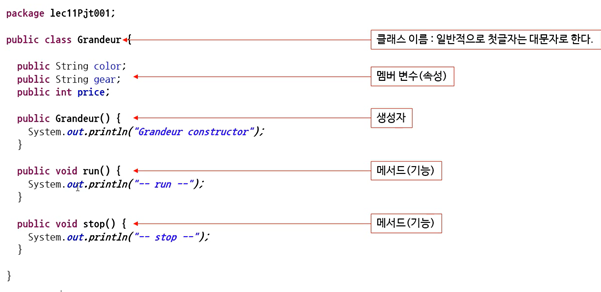 package lec11Pjt001;
public class Grandeur {
클래스 이름 : 일반적으로 첫글자는 대문자로 한다.
public String color;
public String gear;
멤버 변수(속성)
public int price;
public Grandeur() {
생성자
System.out.println("Grandeur constructor");
}
public void run() {
메서드(기능)
System.out.println("-- run --");
}
public void stop() {
메서드(기능)
System.out.println("-- stop --");
}
}